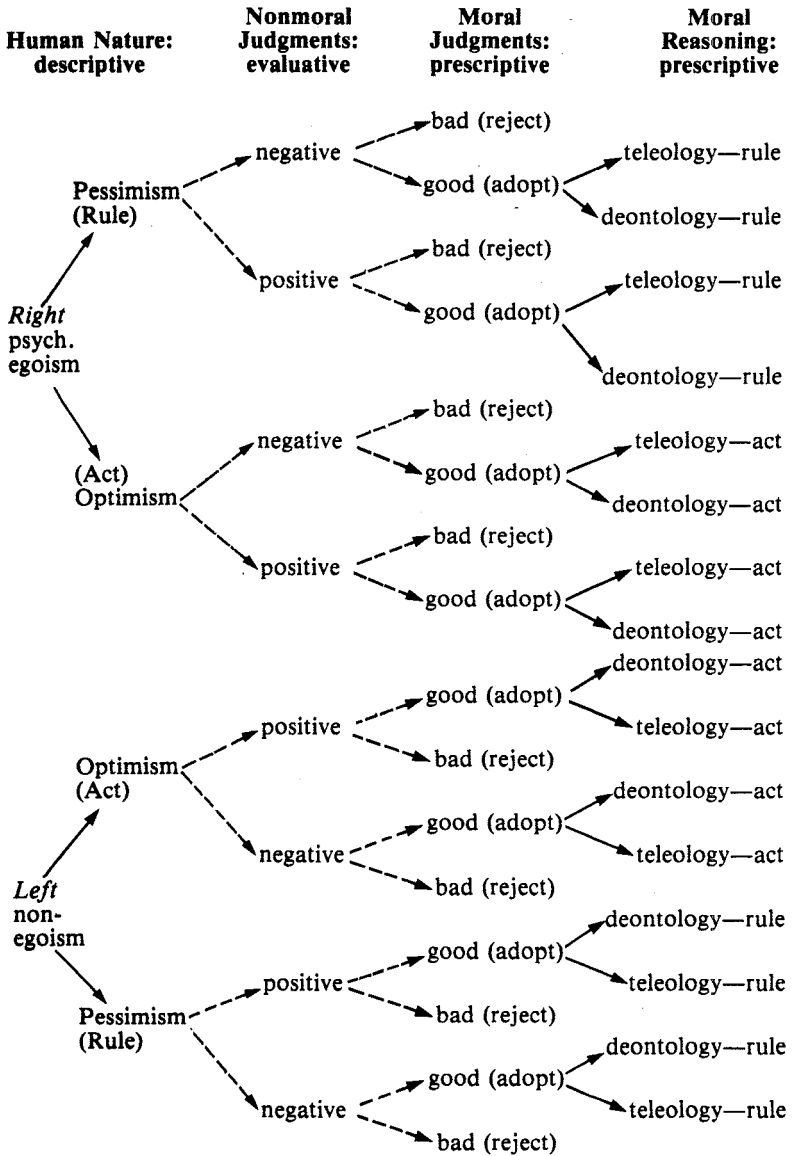 Human Nature:
descriptive
Nonmoral
Judgments:
evaluative
Moral
Judgments:
prescriptive
Moral
Reasoning:
prescriptive
bad (reject)
negative
teleology—rule
good (adopt)
Pessimism
(Rule)
deontology—rule
bad (reject)
positive
teleology—rule
good (adopt)
Right
psych.
egoism
deontology—rule
bad (reject)
negative
teleology—act
good (adopt)
(Act)
Optimism
deontology—act
bad (reject)
positive
teleology—act
good (adopt)
deontology—act
deontology—act
good (adopt)
positive
teleology—act
bad (reject)
Optimism
(Act)
deontology—act
good (adopt)
negative
teleology—act
bad (reject)
Left
non-
egoism
deontology—rule
good (adopt)
positive
teleology—rule
bad (reject)
Pessimism
(Rule)
deontology—rule
good (adopt)
negative
teleology—rule
bad (reject)